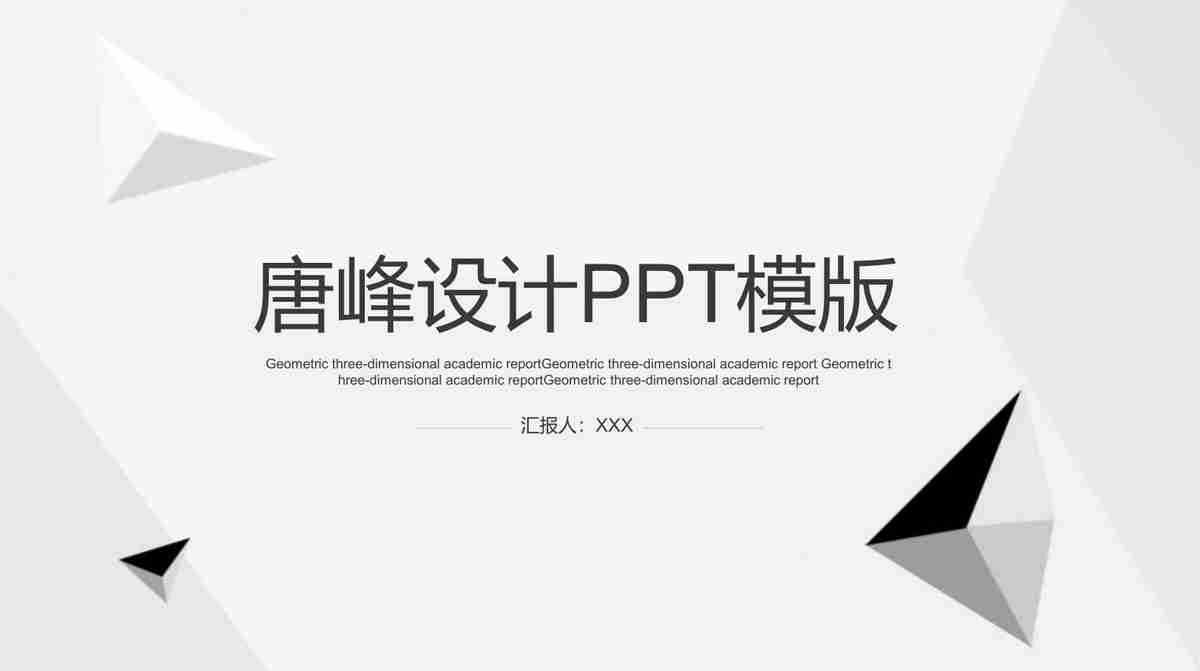 唐峰设计PPT模版
Geometric three-dimensional academic reportGeometric three-dimensional academic report Geometric t
hree-dimensional academic reportGeometric three-dimensional academic report
汇报人：XXX